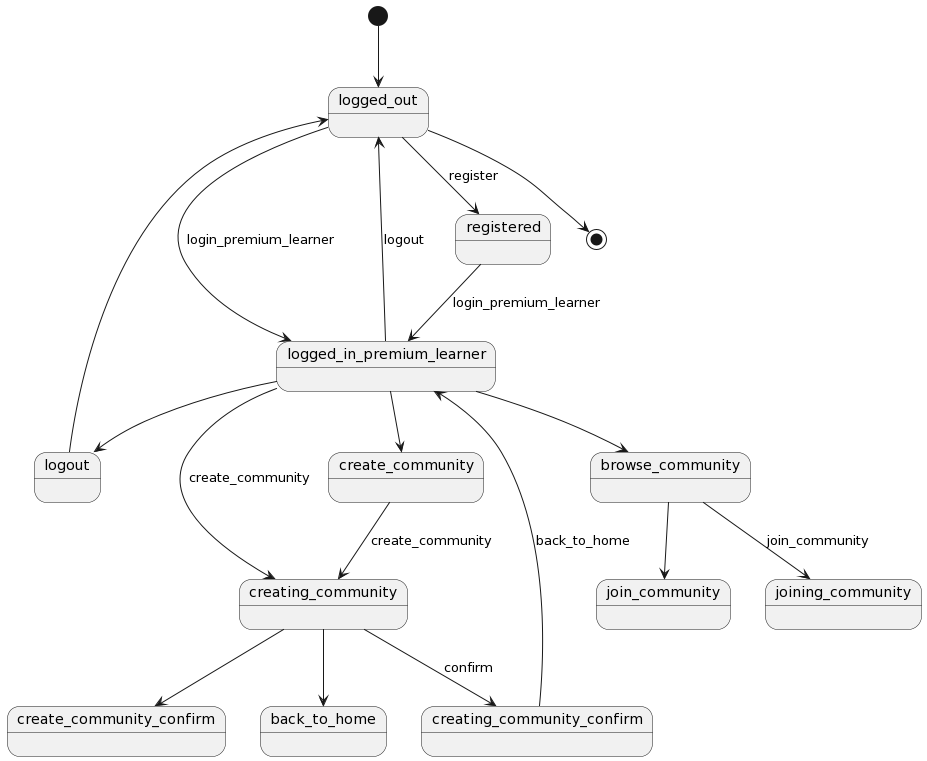 logged_out
register
registered
login_premium_learner
logout
login_premium_learner
logged_in_premium_learner
logout
create_community
browse_community
create_community
create_community
back_to_home
join_community
creating_community
join_community
joining_community
confirm
create_community_confirm
back_to_home
creating_community_confirm